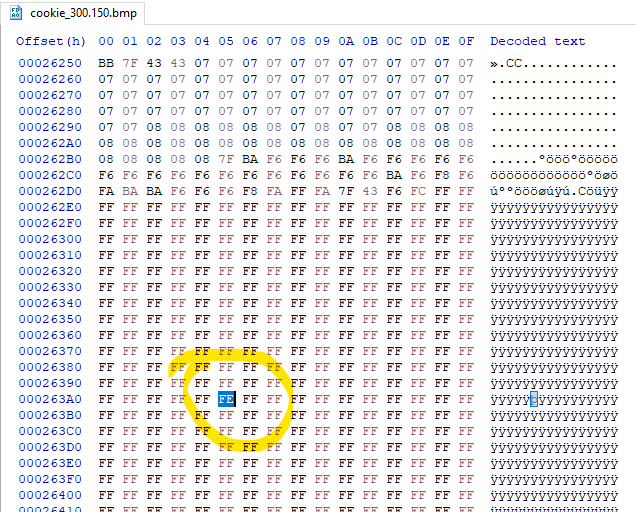 cookie_300.150.bmp
Offset(h) 00 01 02 03 04 05 06 07 08 09 0A 0B 0C 0D 0E 0F Decoded text
00026250 BB 7F 43 43 07 07 07 07 07 07 07 07 07 07 07 07 ».CC............
00026260 07 07 07 07 07 07 07 07 07 07 07 07 07 07 07 07 ................
00026270 07 07 07 07 07 07 07 07 07 07 07 07 07 07 07 07 ................
00026280 07 07 07 07 07 07 07 07 07 07 07 07 07 07 07 07 ................
00026290 07 07 08 08 08 08 08 08 07 08 07 07 08 08 08 08 ................
000262A0 08 08 08 08 08 08 08 08 08 08 08 08 08 08 08 08 ................
000262B0 08 08 08 08 08 7F BA F6 F6 F6 BA F6 F6 F6 F6 F6 ......°ööö°ööööö
000262C0 F6 F6 F6 F6 F6 F6 F6 F6 F6 F6 F6 F6 BA F6 F8 F6 öööööööööööö°öøö
000262D0 FA BA BA F6 F6 F6 F8 FA FF FA 7F 43 F6 FC FF FF ú°°öööøúÿú.Cöüÿÿ
000262E0 FF FF FF FF FF FF FF FF FF FF FF FF FF FF FF FF ÿÿÿÿÿÿÿÿÿÿÿÿÿÿÿÿ
000262F0 FF FF FF FF FF FF FF FF FF FF FF FF FF FF FF FF ÿÿÿÿÿÿÿÿÿÿÿÿÿÿÿÿ
00026300 FF FF FF FF FF FF FF FF FF FF FF FF FF FF FF FF ÿÿÿÿÿÿÿÿÿÿÿÿÿÿÿÿ
00026310 FF FF FF FF FF FF FF FF FF FF FF FF FF FF FF FF ÿÿÿÿÿÿÿÿÿÿÿÿÿÿÿÿ
00026320 FF FF FF FF FF FF FF FF FF FF FF FF FF FF FF FF ÿÿÿÿÿÿÿÿÿÿÿÿÿÿÿÿ
00026330 FF FF FF FF FF FF FF FF FF FF FF FF FF FF FF FF ÿÿÿÿÿÿÿÿÿÿÿÿÿÿÿÿ
00026340 FF FF FF FF FF FF FF FF FF FF FF FF FF FF FF FF ÿÿÿÿÿÿÿÿÿÿÿÿÿÿÿÿ
00026350 FF FF FF FF FF FF FF FF FF FF FF FF FF FF FF FF ÿÿÿÿÿÿÿÿÿÿÿÿÿÿÿÿ
00026360 FF FF FF FF FF FF FF FF FF FF FF FF FF FF FF FF ÿÿÿÿÿÿÿÿÿÿÿÿÿÿÿÿ
00026370 FF FF FF FF FF FF FF FF FF FF FF FF FF FF FF FF ÿÿÿÿÿÿÿÿÿÿÿÿÿÿÿÿ
00026380 FF FF FF FF FF FF FF FF FF FF FF FF FF FF FF FF ÿÿÿÿÿÿÿÿÿÿÿÿÿÿÿÿ
00026390 FF FF FF FF FF FF FF FF FF FF FF FF FF FF FF FF ÿÿÿÿÿÿÿÿÿÿÿÿÿÿÿÿ
000263A0 FF FF FF FF FF FE FF FF FF FF FF FF FF FF FF FF ÿÿÿÿÿþÿÿÿÿÿÿÿÿÿÿ
000263B0 FF FF FF FF FF FF FF FF FF FF FF FF FF FF FF FF ÿÿÿÿÿÿÿÿÿÿÿÿÿÿÿÿ
000263C0 FF FF FF FF FF FF FF FF FF FF FF FF FF FF FF FF ÿÿÿÿÿÿÿÿÿÿÿÿÿÿÿÿ
000263D0 FF FF FF FF FF FF FF FF FF FF FF FF FF FF FF FF ÿÿÿÿÿÿÿÿÿÿÿÿÿÿÿÿ
000263E0 FF FF FF FF FF FF FF FF FF FF FF FF FF FF FF FF ÿÿÿÿÿÿÿÿÿÿÿÿÿÿÿÿ
000263F0 FF FF FF FF FF FF FF FF FF FF FF FF FF FF FF FF ÿÿÿÿÿÿÿÿÿÿÿÿÿÿÿÿ
00026400 FF FF FF FF FF FF FF FF FF FF FF FF FF FF FF FF ÿÿÿÿÿÿÿÿÿÿÿÿÿÿÿÿ
00026410 FF FF FF FF FF FF FF FF FF FF FF FF FF FF FF FF ÿÿÿÿÿÿÿÿÿÿÿÿÿÿÿÿ